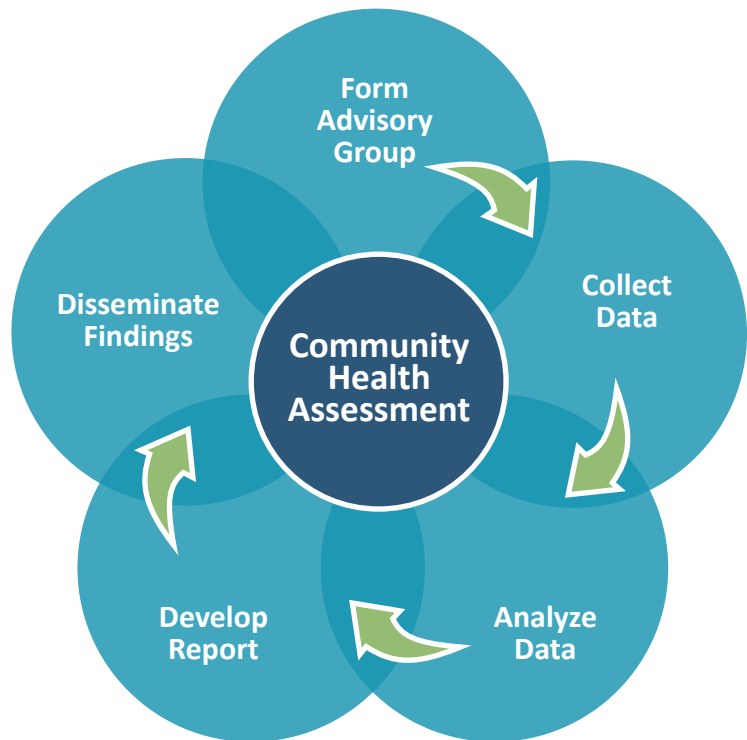 Form
Advisory
Group
Collect
Data
Analyze
Data
Develop
Report
Disseminate
Findings
Community
Health
Assessment